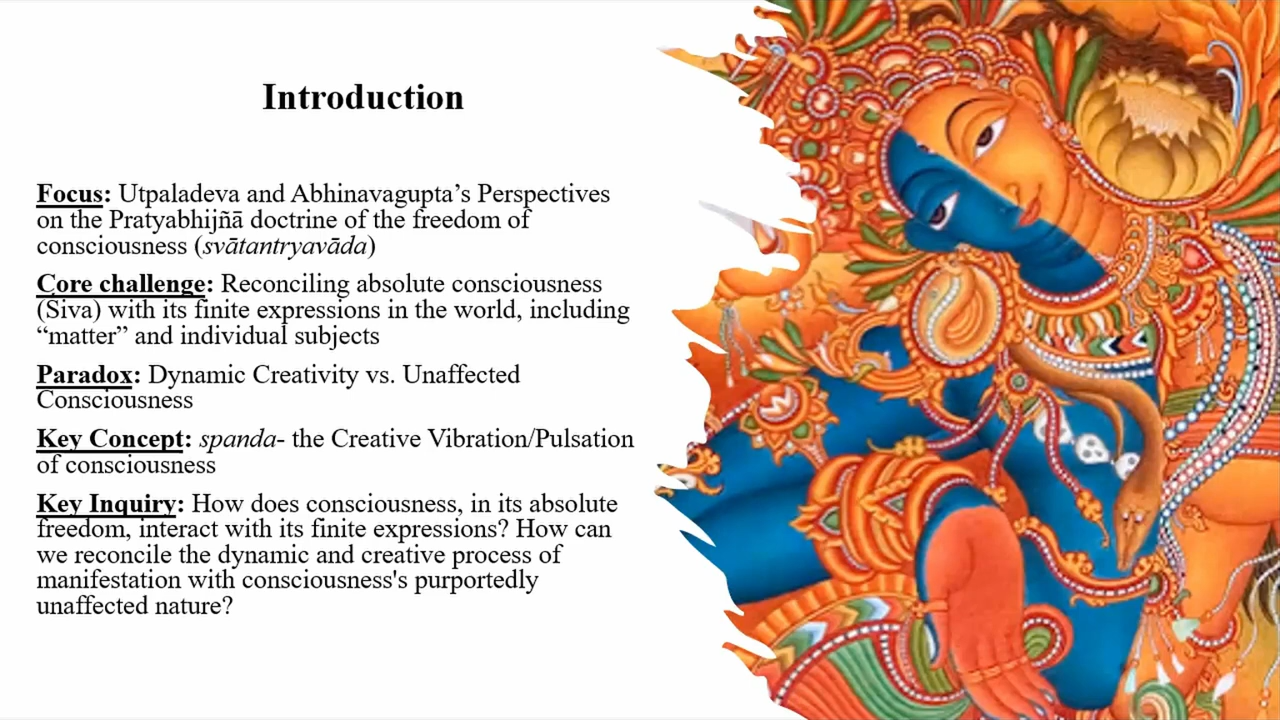 Introduction
Focus: Utpaladeva and Abhinavagupta’s Perspectives
on the Pratyabhijñā doctrine of the freedom of
consciousness (svātantryavāda)
Core challenge: Reconciling absolute consciousness
(Siva) with its finite expressions in the world, including
“matter” and individual subjects
Paradox: Dynamic Creativity vs. Unaffected
Consciousness
Key Concept: spanda- the Creative Vibration/Pulsation
of consciousness
Key Inquiry: How does consciousness, in its absolute
freedom, interact with its finite expressions? How can
we reconcile the dynamic and creative process of
manifestation with consciousness's purportedly
unaffected nature?